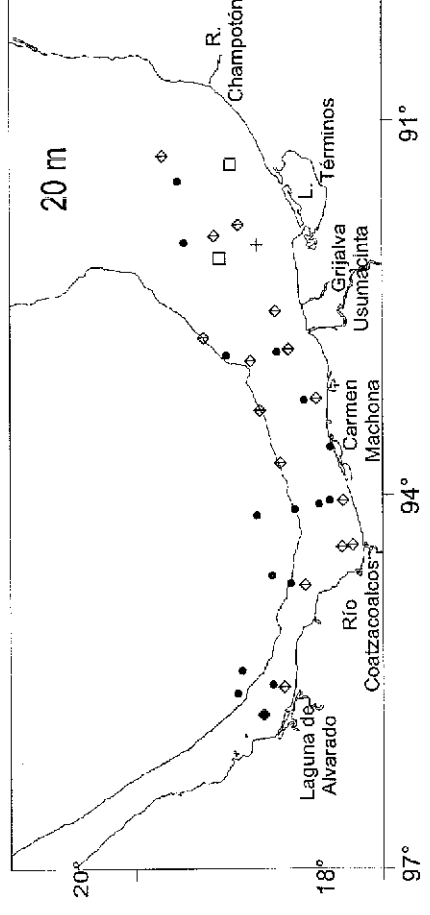 20 m
R.
Champotón
L.
Términos
Grijalva
Usumacinta
Carmen
Machona
Río
Coatzacoalcos
Laguna de
Alvarado
20°
18°
97°
94°
91°